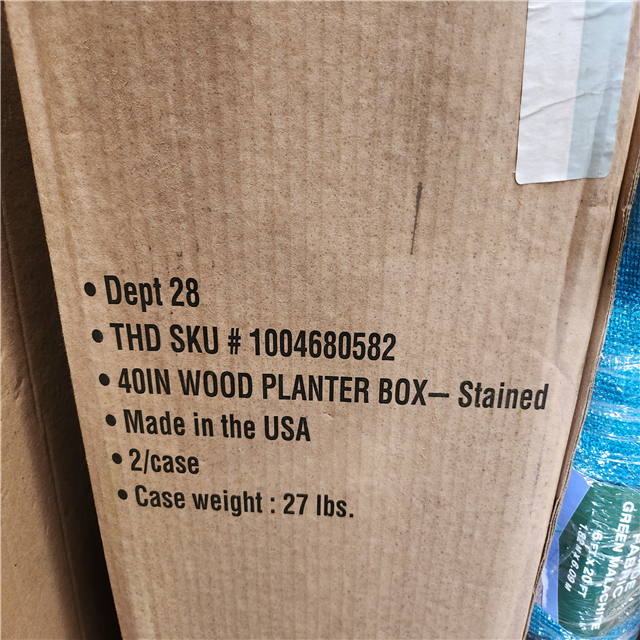 • Dept 28
• THD SKU # 1004680582
• 40IN WOOD PLANTER BOX— Stained
• Made in the USA
• 2/case
• Case weight : 27 lbs.
FABRIC
GREEN MALACHITE